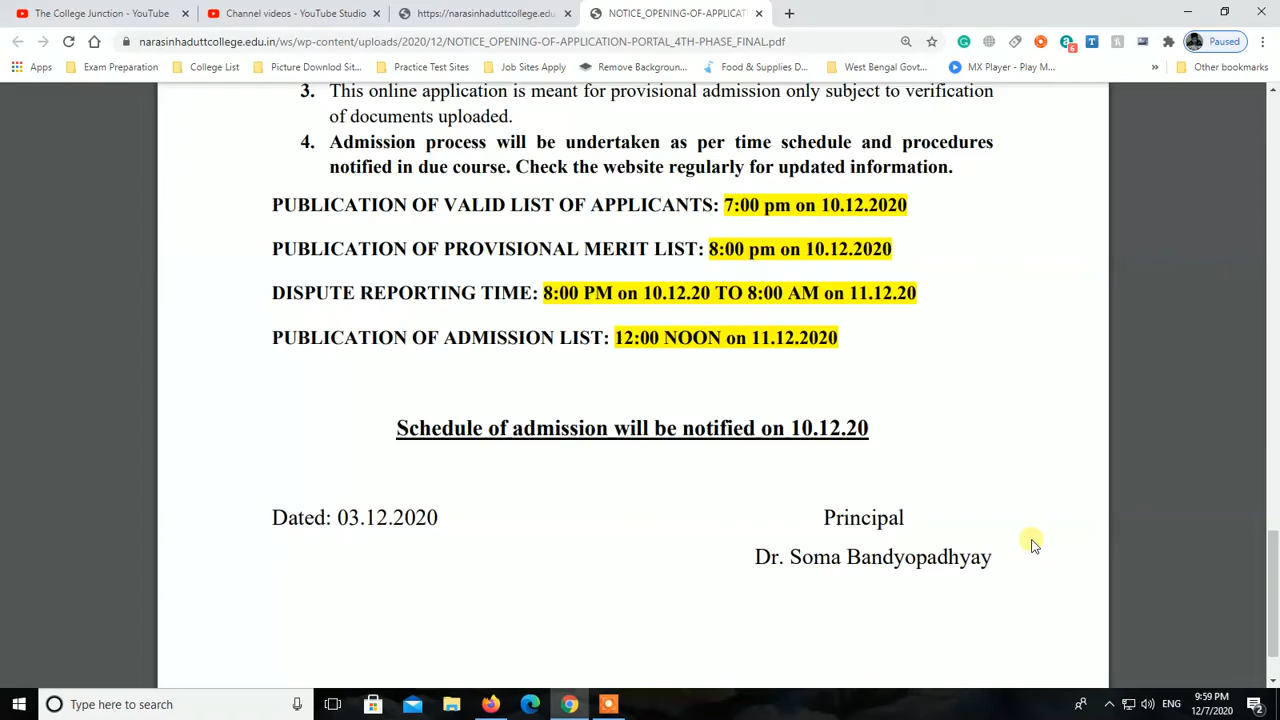 The College Junction - YouTube
Channel videos - YouTube Studio
https://narasinhaduttcollege.edu.in
NOTICE_OPENING-OF-APPLICAT
narasinhaduttcollege.edu.in/ws/wp-content/uploads/2020/12/NOTICE_OPENING-OF-APPLICATION-PORTAL_4TH-PHASE_FINAL.pdf
6
Paused
Apps
Exam Preparation
College List
Picture Downlod Sit...
Practice Test Sites
Job Sites Apply
Remove Backgroun...
Food & Supplies D...
West Bengal Govt...
MX Player - Play M...
»
Other bookmarks
3. This online application is meant for provisional admission only subject to verification
of documents uploaded.
4. Admission process will be undertaken as per time schedule and procedures
notified in due course. Check the website regularly for updated information.
PUBLICATION OF VALID LIST OF APPLICANTS: 7:00 pm on 10.12.2020
PUBLICATION OF PROVISIONAL MERIT LIST: 8:00 pm on 10.12.2020
DISPUTE REPORTING TIME: 8:00 PM on 10.12.20 TO 8:00 AM on 11.12.20
PUBLICATION OF ADMISSION LIST: 12:00 NOON on 11.12.2020
Schedule of admission will be notified on 10.12.20
Dated: 03.12.2020
Principal
Dr. Soma Bandyopadhyay
Type here to search
ENG
9:59 PM
12/7/2020
2